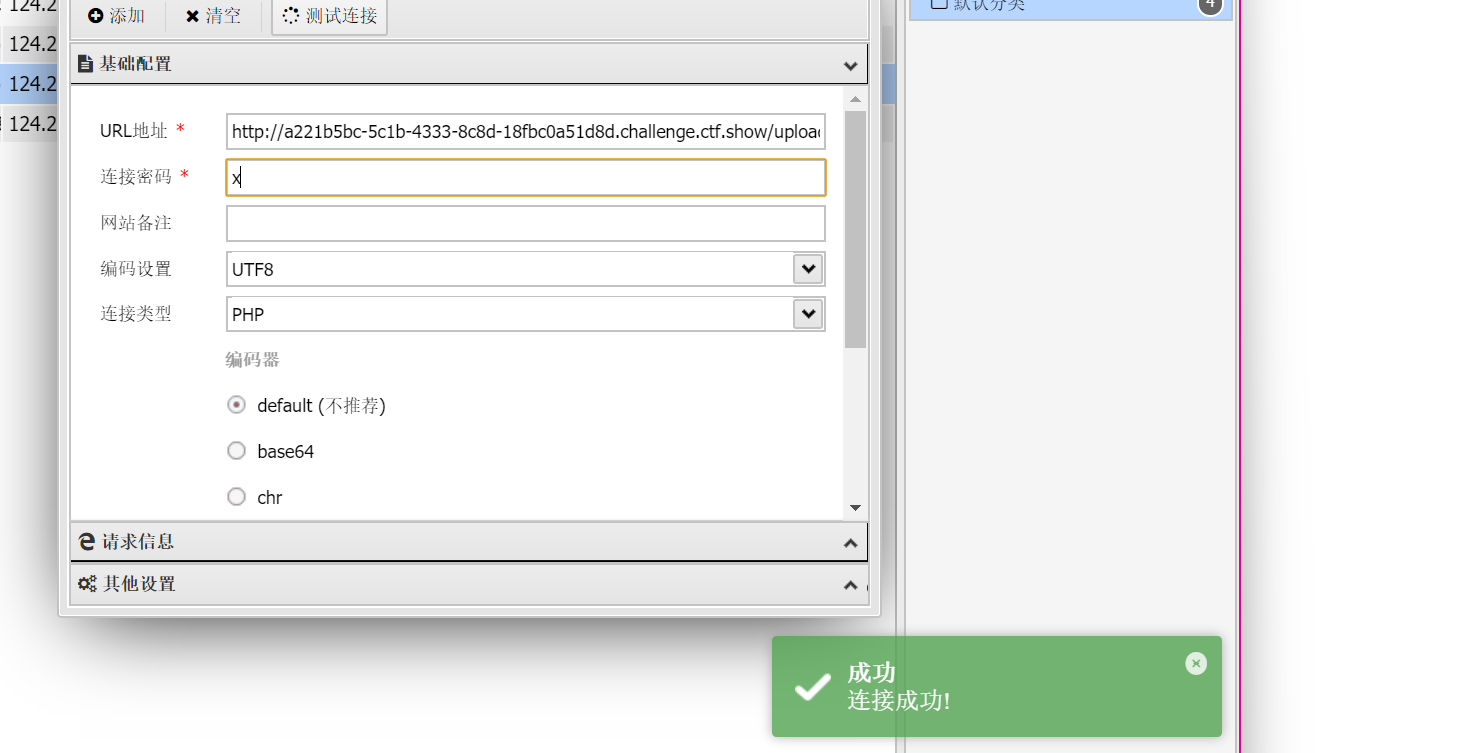 124.2
添加
清空
测试连接
默认分类
4
124.2
基础配置
124.2
URL地址 *
http://a221b5bc-5c1b-4333-8c8d-18fbc0a51d8d.challenge.ctf.show/uploa
124.2
连接密码 *
x
网站备注
编码设置
UTF8
连接类型
PHP
编码器
default (不推荐)
base64
chr
请求信息
其他设置
成功
连接成功!